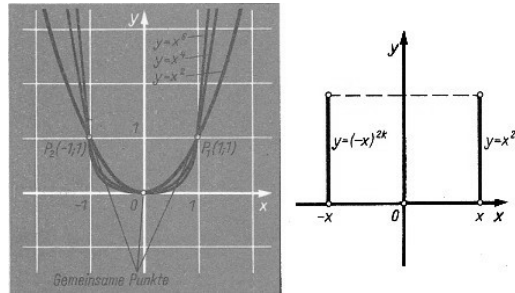 y
y=x⁶
y=x⁴
y=x²
P₂(-1;1)
1
P₁(1;1)
-1
0
1
x
Gemeinsame Punkte
y
y=(-x)²ᵏ
y=x²
-x
0
x
x